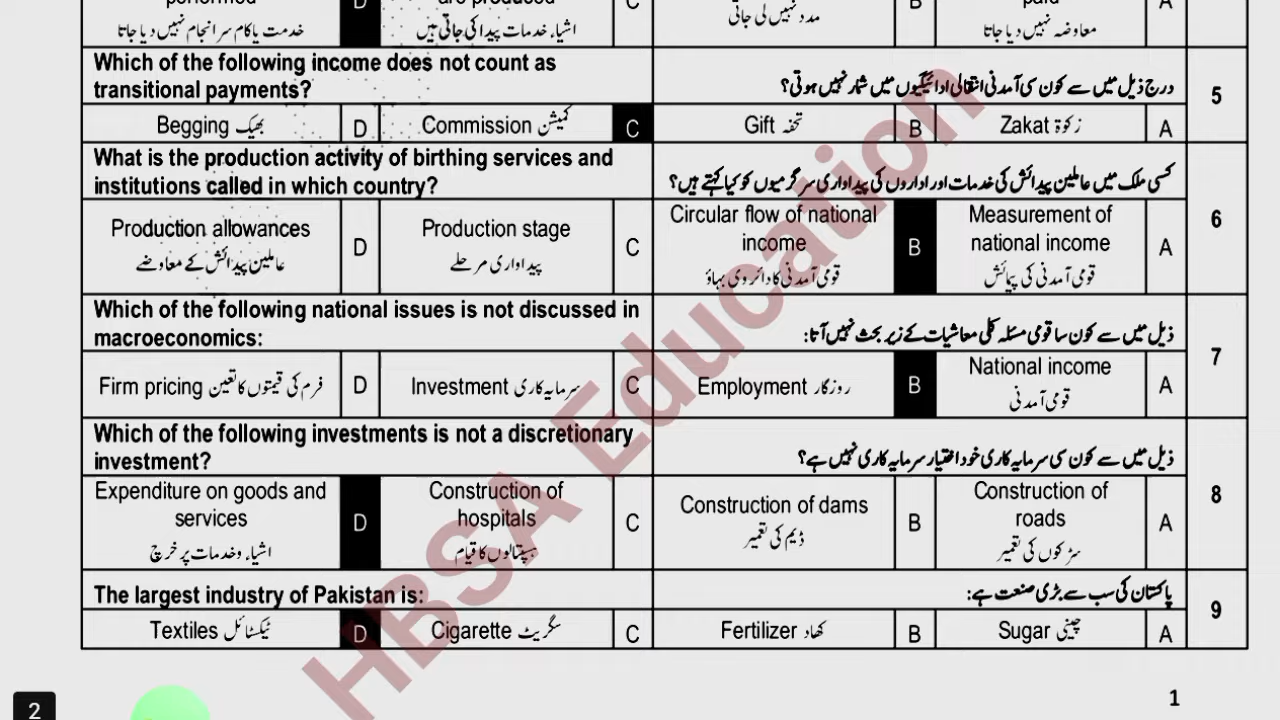 performed D are produced C B paid A
خدمت یا کام سر انجام نہیں دیا جاتا اشیاء خدمات پیدا کی جاتی ہیں مدد نہیں لی جاتی معاوضہ نہیں دیا جاتا
Which of the following income does not count as
transitional payments?
درج ذیل میں سے کون سی آمدنی انتقالی ادائیگیوں میں شمار نہیں ہوتی؟
5
Begging بھیک D Commission کمیشن C Gift تحفہ B Zakat زکوٰۃ A
What is the production activity of birthing services and
institutions called in which country?
کسی ملک میں عاملین پیدائش کی خدمات اور اداروں کی پیداواری سرگرمیوں کو کیا کہتے ہیں؟
6
Production allowances
عاملین پیدائش کے معاوضے
D
Production stage
پیداواری مرحلے
C
Circular flow of national
income
قومی آمدنی کا دائروی بہاؤ
B
Measurement of
national income
قومی آمدنی کی پیمائش
A
Which of the following national issues is not discussed in
macroeconomics:
ذیل میں سے کون سا قومی مسئلہ کلی معاشیات کے زیر بحث نہیں آتا:
7
Firm pricing فرم کی قیمتوں کا تعین D Investment سرمایہ کاری C Employment روزگار B
National income
قومی آمدنی
A
Which of the following investments is not a discretionary
investment?
ذیل میں سے کون سی سرمایہ کاری خود اختیار سرمایہ کاری نہیں ہے؟
8
Expenditure on goods and
services
اشیاء وخدمات پر خرچ
D
Construction of
hospitals
ہسپتالوں کا قیام
C
Construction of dams
ڈیم کی تعمیر
B
Construction of
roads
سڑکوں کی تعمیر
A
The largest industry of Pakistan is:
پاکستان کی سب سے بڑی صنعت ہے:
9
Textiles ٹیکسٹائل D Cigarette سگریٹ C Fertilizer کھاد B Sugar چینی A
HBSA Education
1
2